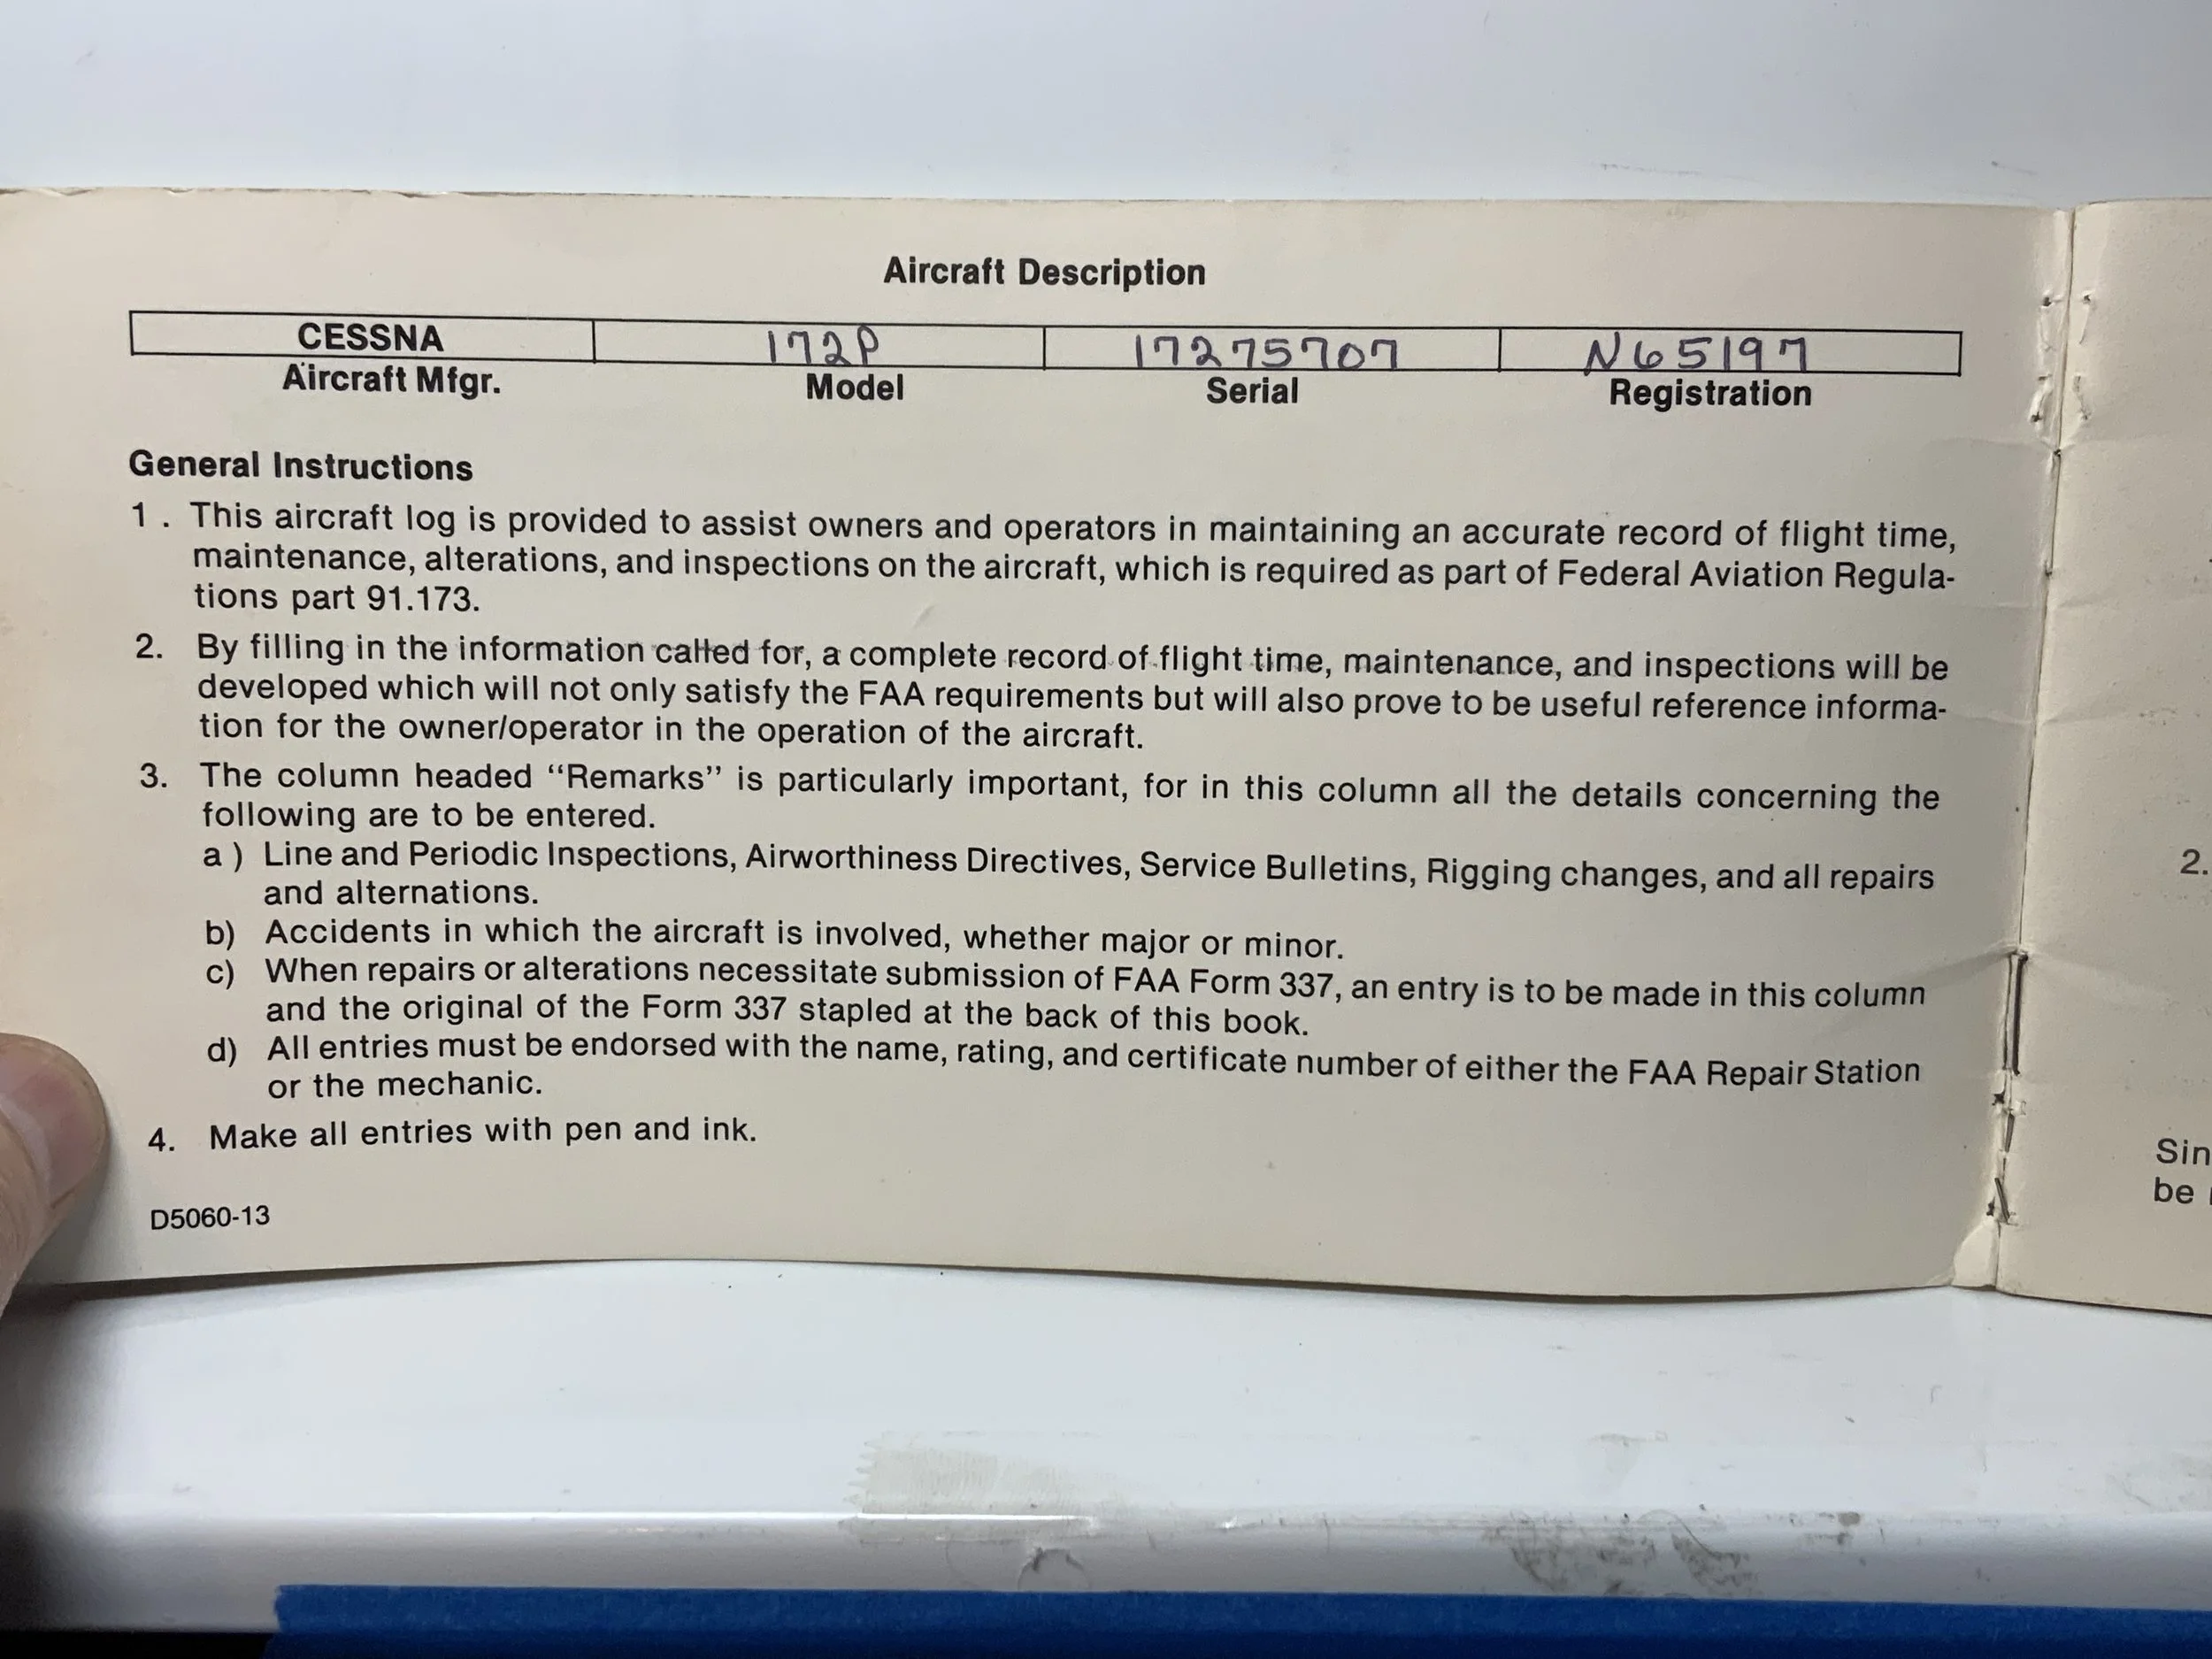 Aircraft Description
CESSNA 172P 17275707 N65197
Aircraft Mfgr. Model Serial Registration
General Instructions
1. This aircraft log is provided to assist owners and operators in maintaining an accurate record of flight time,
maintenance, alterations, and inspections on the aircraft, which is required as part of Federal Aviation Regula-
tions part 91.173.
2. By filling in the information called for, a complete record of flight time, maintenance, and inspections will be
developed which will not only satisfy the FAA requirements but will also prove to be useful reference informa-
tion for the owner/operator in the operation of the aircraft.
3. The column headed “Remarks” is particularly important, for in this column all the details concerning the
following are to be entered.
a) Line and Periodic Inspections, Airworthiness Directives, Service Bulletins, Rigging changes, and all repairs
and alternations.
b) Accidents in which the aircraft is involved, whether major or minor.
c) When repairs or alterations necessitate submission of FAA Form 337, an entry is to be made in this column
and the original of the Form 337 stapled at the back of this book.
d) All entries must be endorsed with the name, rating, and certificate number of either the FAA Repair Station
or the mechanic.
4. Make all entries with pen and ink.
D5060-13
2.
Sin
be